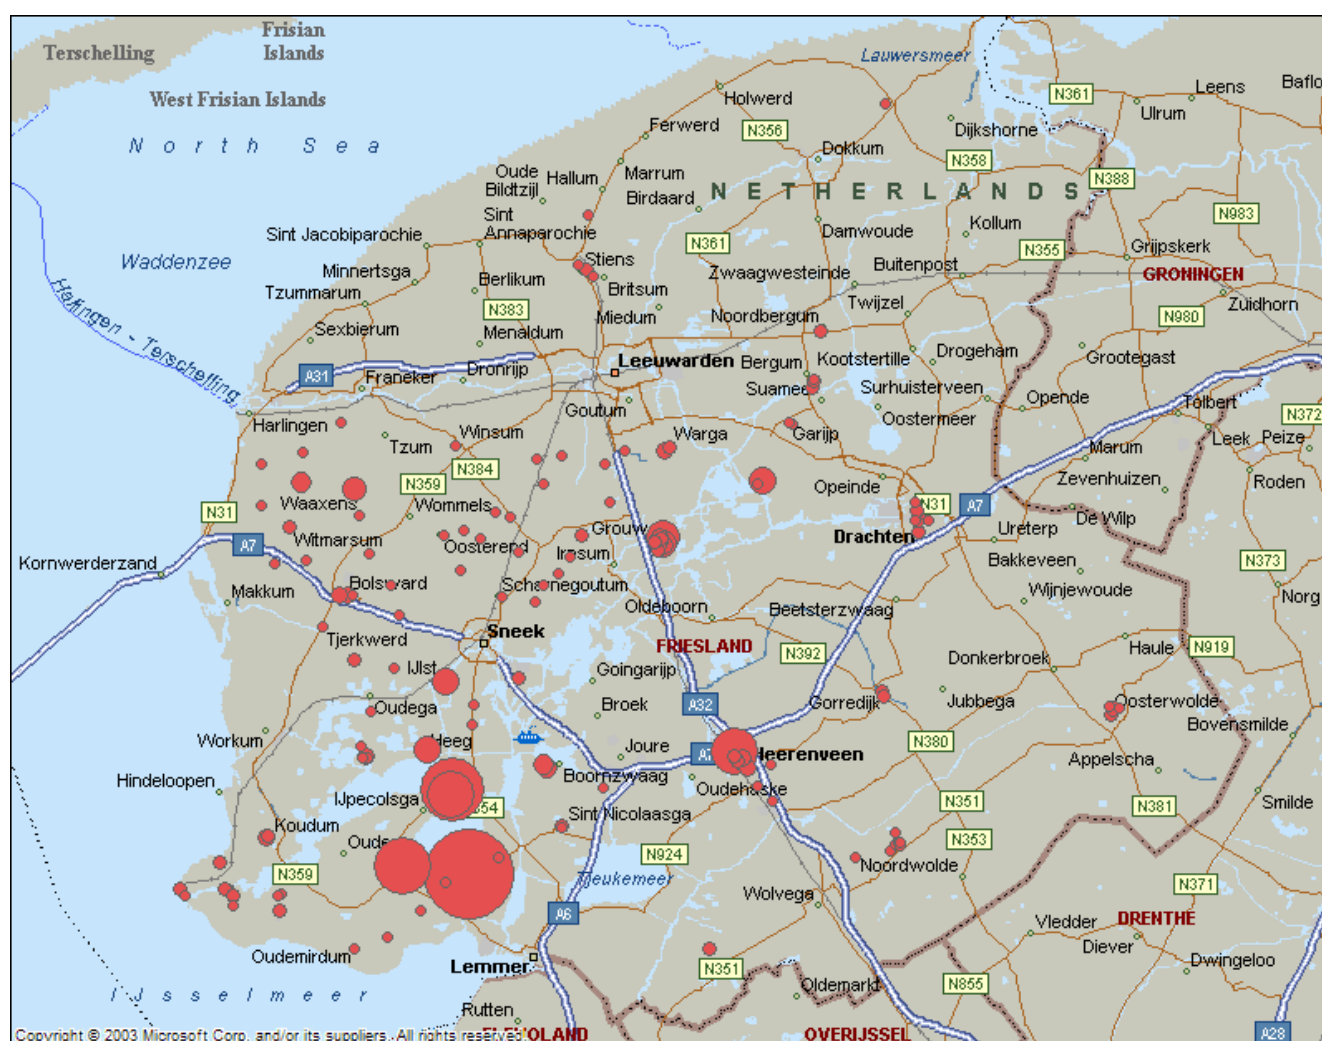 Frisian
Islands
Terschelling
Lauwersmeer
West Frisian Islands
Holwerd
N361
Leens
Baflo
Ulrum
North Sea
Ferwerd
N356
Dijkshorne
Dokkum
N358
Oude
Bildtzijl
Hallum
Marrum
N388
Birdaard
NETHERLANDS
Sint
Annaparochie
N983
Sint Jacobiparochie
N361
Damwoude
Kollum
N355
Grijpskerk
Waddenzee
Stiens
Minnertsga
Berlikum
Zwaagwesteinde
Buitenpost
GRONINGEN
Tzummarum
Britsum
Twijzel
Zuidhorn
Harlingen - Terschelling
N383
Miedum
Noordbergum
N980
Sexbierum
Menaldum
Leeuwarden
Bergum
Kootstertille
Drogeham
Grootegast
A31
Franeker
Dronrijp
Suameer
Surhuisterveen
Opende
Goutum
Oostermeer
Tolbert
N372
Harlingen
Tzum
Winsum
Warga
Garijp
Leek
Peize
Marum
N384
N359
Opeinde
Zevenhuizen
Roden
Waaxens
Wommels
N31
A7
De Wilp
N31
Witmarsum
Grouw
Drachten
Ureterp
A7
Oosterend
Irnsum
Bakkeveen
N373
Kornwerderzand
Bolsward
Scharnegoutum
Wijnjewoude
Makkum
Oldeboorn
Beetsterzwaag
Norg
Tjerkwerd
Sneek
FRIESLAND
N392
Haule
N919
Donkerbroek
IJlst
Goingarijp
Gorredijk
Jubbega
Oosterwolde
Oudega
Broek
A32
Bovensmilde
Workum
Heeg
Joure
Heerenveen
N380
Appelscha
Hindeloopen
Boornzwaag
Oudehaske
IJpecolsga
N351
N381
Smilde
Koudum
Sint Nicolaasga
N353
N924
Noordwolde
N359
Tjeukemeer
N371
Wolvega
A6
Vledder
DRENTHE
Diever
Oudemirdum
Lemmer
N351
Dwingeloo
IJsselmeer
Oldemarkt
N855
Rutten
Copyright © 2003 Microsoft Corp. and/or its suppliers. All rights reserved.
OVERIJSSEL
A28